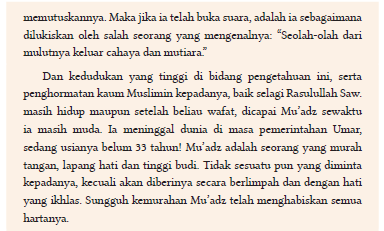 memutuskannya. Maka jika ia telah buka suara, adalah ia sebagaimana
dilukiskan oleh salah seorang yang mengenalnya: “Seolah-olah dari
mulutnya keluar cahaya dan mutiara.”
Dan kedudukan yang tinggi di bidang pengetahuan ini, serta
penghormatan kaum Muslimin kepadanya, baik selagi Rasulullah Saw.
masih hidup maupun setelah beliau wafat, dicapai Mu’adz sewaktu
ia masih muda. Ia meninggal dunia di masa pemerintahan Umar,
sedang usianya belum 33 tahun! Mu’adz adalah seorang yang murah
tangan, lapang hati dan tinggi budi. Tidak sesuatu pun yang diminta
kepadanya, kecuali akan diberinya secara berlimpah dan dengan hati
yang ikhlas. Sungguh kemurahan Mu’adz telah menghabiskan semua
hartanya.